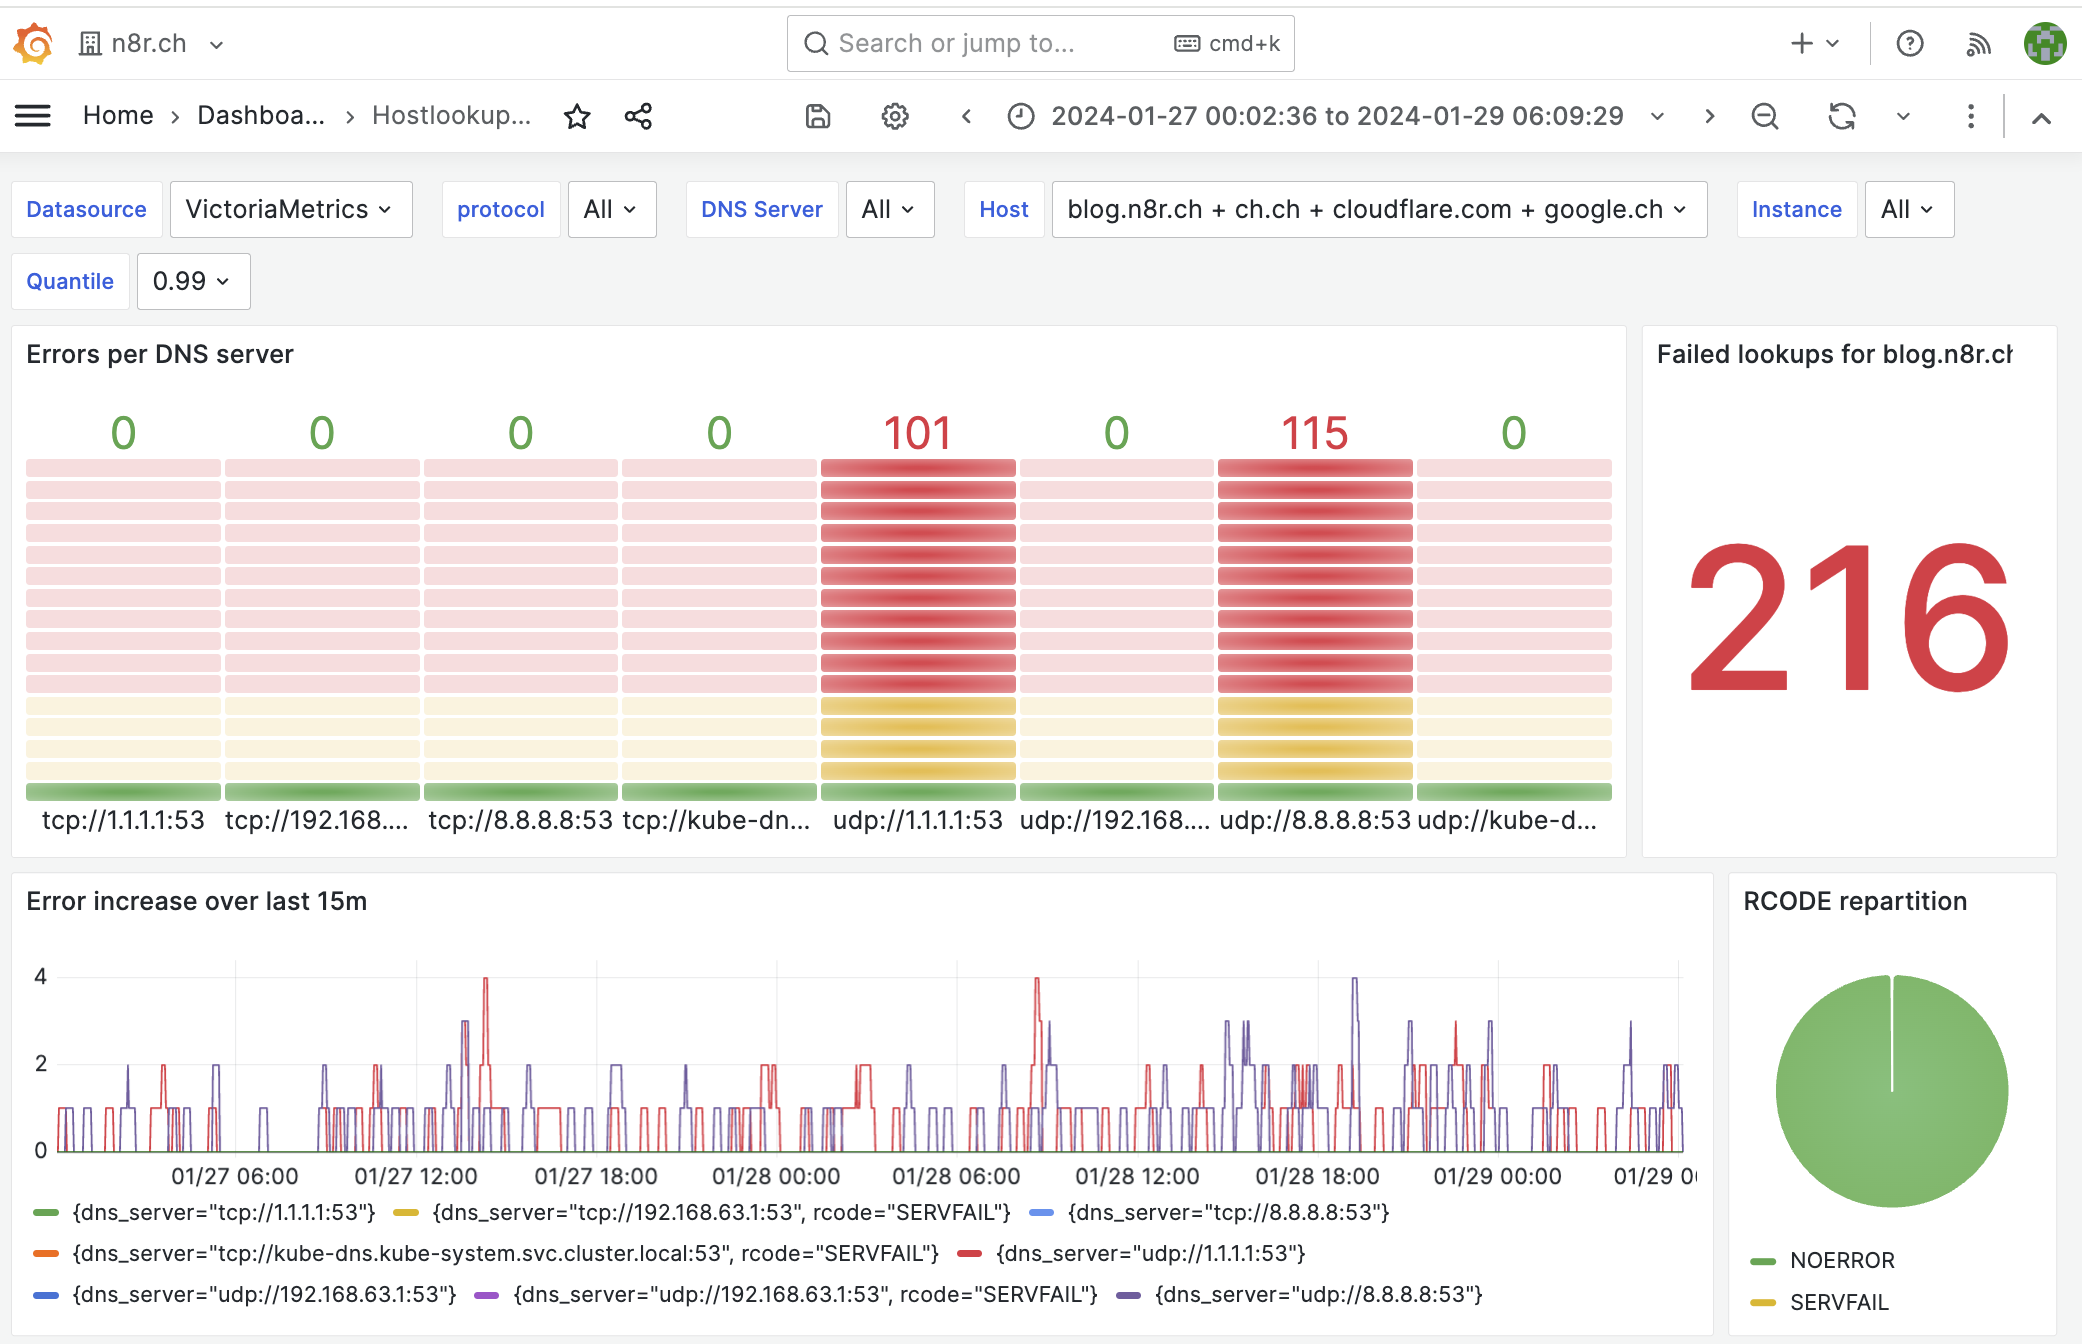 n8r.ch
Search or jump to...
cmd+k
Home › Dashboa... › Hostlookup...
2024-01-27 00:02:36 to 2024-01-29 06:09:29
Datasource VictoriaMetrics protocol All DNS Server All Host blog.n8r.ch + ch.ch + cloudflare.com + google.ch Instance All
Quantile 0.99
Errors per DNS server
0 0 0 0 101 0 115 0
tcp://1.1.1.1:53 tcp://192.168.... tcp://8.8.8.8:53 tcp://kube-dn... udp://1.1.1.1:53 udp://192.168.... udp://8.8.8.8:53 udp://kube-d...
Failed lookups for blog.n8r.ch
216
Error increase over last 15m
4
2
0
01/27 06:00 01/27 12:00 01/27 18:00 01/28 00:00 01/28 06:00 01/28 12:00 01/28 18:00 01/29 00:00 01/29 0
{dns_server="tcp://1.1.1.1:53"} {dns_server="tcp://192.168.63.1:53", rcode="SERVFAIL"} {dns_server="tcp://8.8.8.8:53"}
{dns_server="tcp://kube-dns.kube-system.svc.cluster.local:53", rcode="SERVFAIL"} {dns_server="udp://1.1.1.1:53"}
{dns_server="udp://192.168.63.1:53"} {dns_server="udp://192.168.63.1:53", rcode="SERVFAIL"} {dns_server="udp://8.8.8.8:53"}
RCODE repartition
NOERROR
SERVFAIL